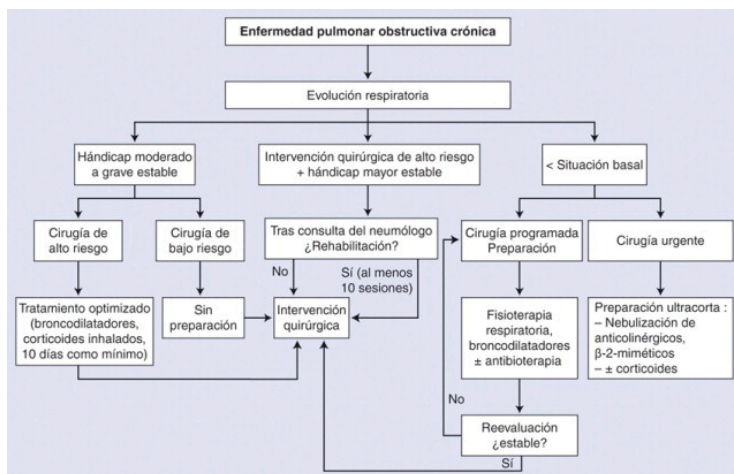 Enfermedad pulmonar obstructiva crónica
Evolución respiratoria
Hándicap moderado
a grave estable
Intervención quirúrgica de alto riesgo
+ hándicap mayor estable
< Situación basal
Cirugía de
alto riesgo
Cirugía de
bajo riesgo
Tras consulta del neumólogo
¿Rehabilitación?
Cirugía programada
Preparación
Cirugía urgente
No
Sí (al menos
10 sesiones)
Tratamiento optimizado
(broncodilatadores,
corticoides inhalados,
10 días como mínimo)
Sin
preparación
Intervención
quirúrgica
Fisioterapia
respiratoria,
broncodilatadores
± antibioterapia
Preparación ultracorta :
– Nebulización de
anticolinérgicos,
β-2-miméticos
– ± corticoides
No
Reevaluación
¿estable?
Sí